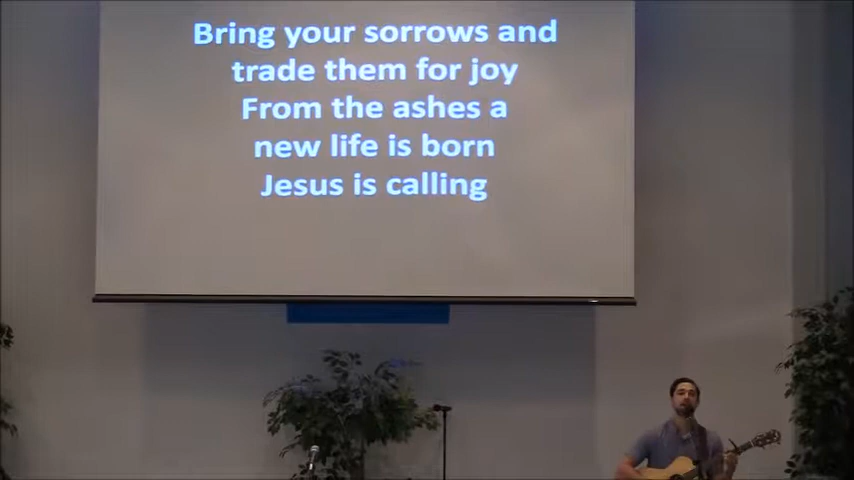 Bring your sorrows and
trade them for joy
From the ashes a
new life is born
Jesus is calling